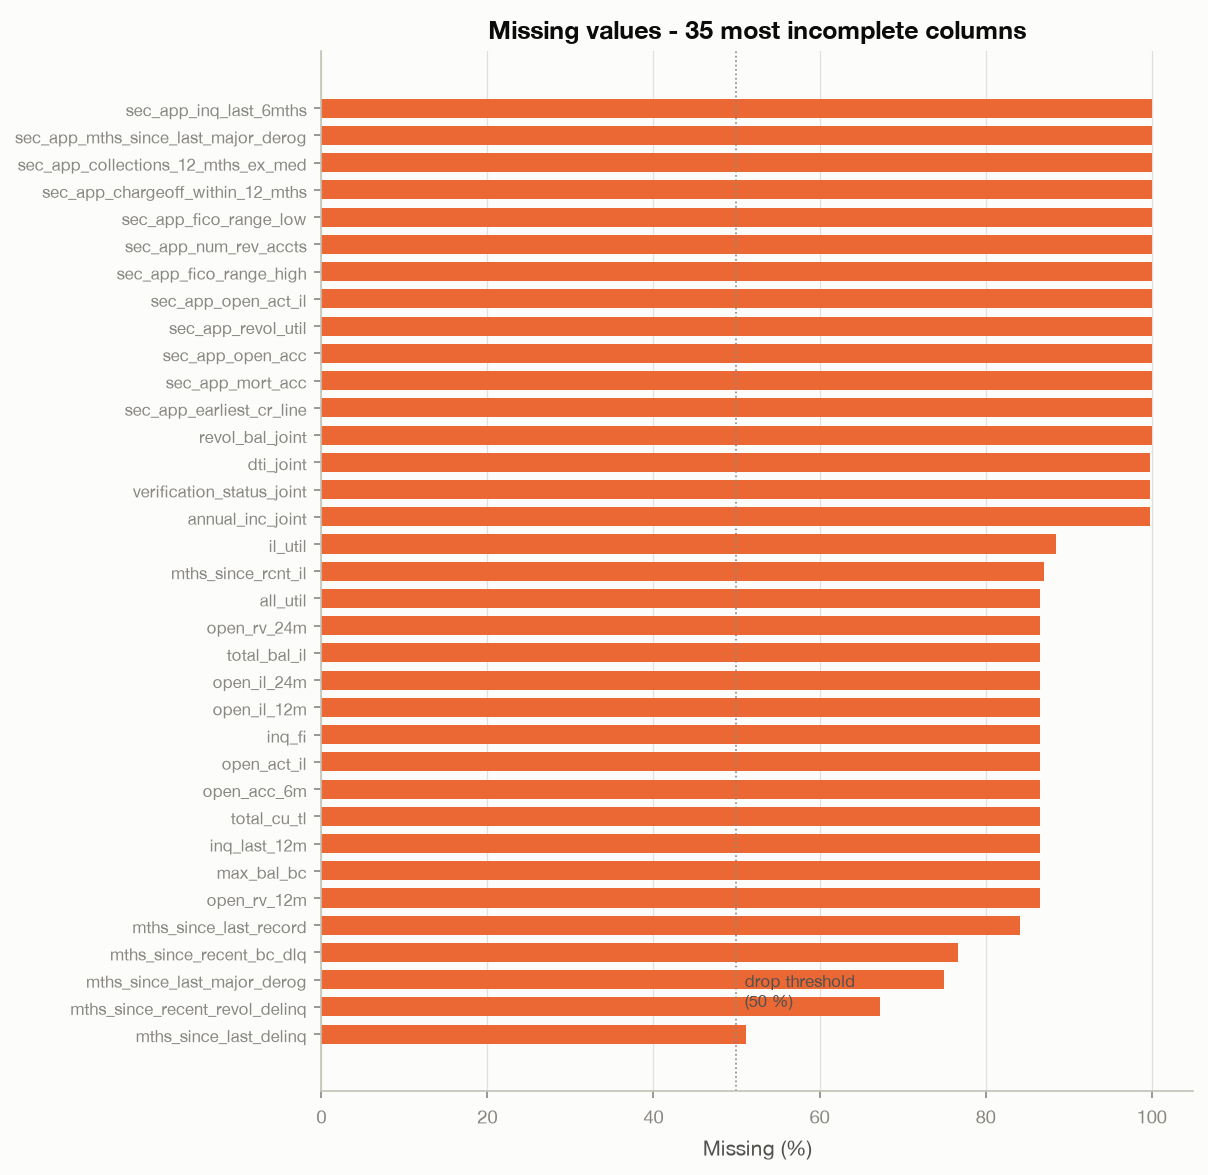 Missing values - 35 most incomplete columns
sec_app_inq_last_6mths
sec_app_mths_since_last_major_derog
sec_app_collections_12_mths_ex_med
sec_app_chargeoff_within_12_mths
sec_app_fico_range_low
sec_app_num_rev_accts
sec_app_fico_range_high
sec_app_open_act_il
sec_app_revol_util
sec_app_open_acc
sec_app_mort_acc
sec_app_earliest_cr_line
revol_bal_joint
dti_joint
verification_status_joint
annual_inc_joint
il_util
mths_since_rcnt_il
all_util
open_rv_24m
total_bal_il
open_il_24m
open_il_12m
inq_fi
open_act_il
open_acc_6m
total_cu_tl
inq_last_12m
max_bal_bc
open_rv_12m
mths_since_last_record
mths_since_recent_bc_dlq
mths_since_last_major_derog
mths_since_recent_revol_delinq
mths_since_last_delinq
drop threshold
(50 %)
0 20 40 60 80 100
Missing (%)